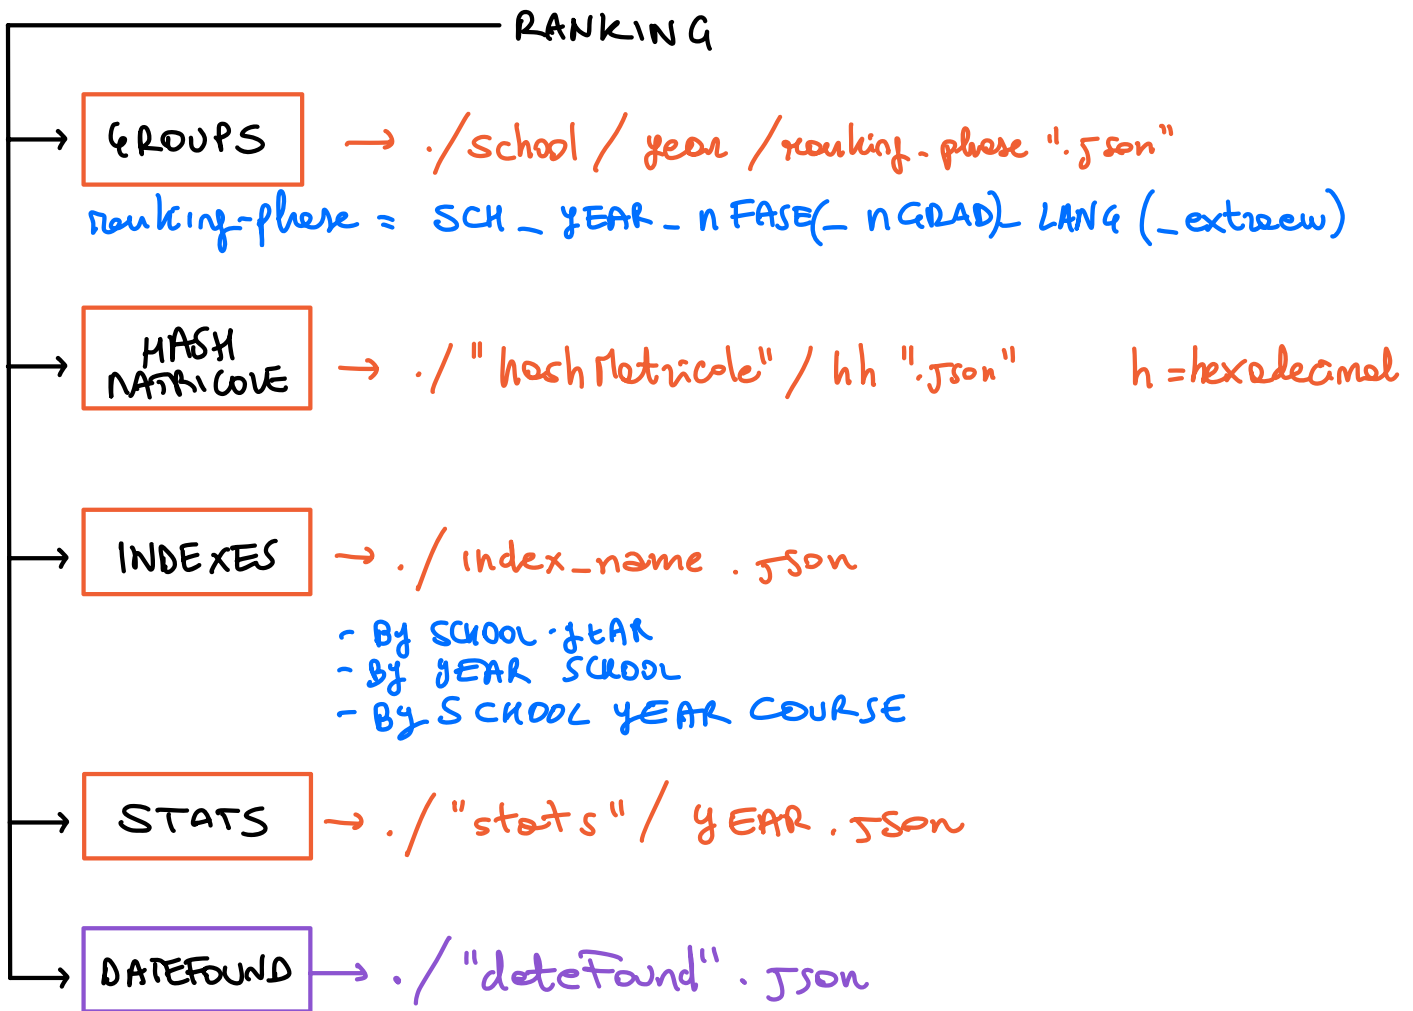 RANKING
GROUPS → ./school/year/ranking_phase ".json"
ranking-phase = SCH_YEAR_nFASE(_nGRAD)_LANG(_extraeu)
HASH
MATRICOLE → ./"hashMatricole"/hh ".json" h = hexadecimal
INDEXES → ./index_name.json
- By SCHOOL·YEAR
- By YEAR SCHOOL
- By SCHOOL YEAR COURSE
STATS → ./"stats"/YEAR.json
DATEFOUND → ./"dateFound".json